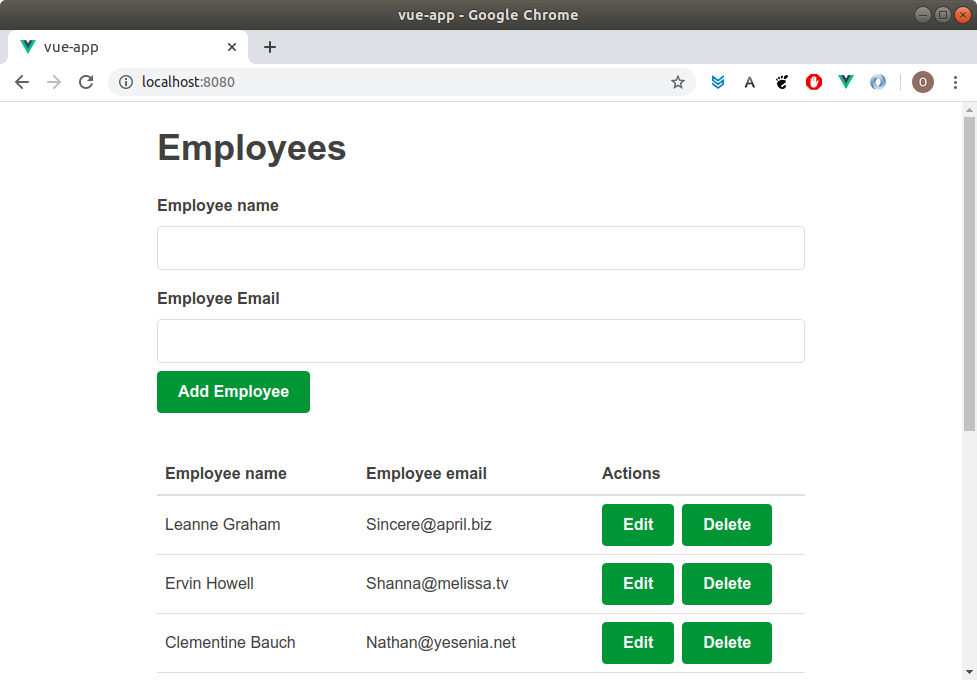 vue-app - Google Chrome
vue-app
localhost:8080
A
O
Employees
Employee name
Employee Email
Add Employee
Employee name Employee email Actions
Leanne Graham Sincere@april.biz Edit Delete
Ervin Howell Shanna@melissa.tv Edit Delete
Clementine Bauch Nathan@yesenia.net Edit Delete